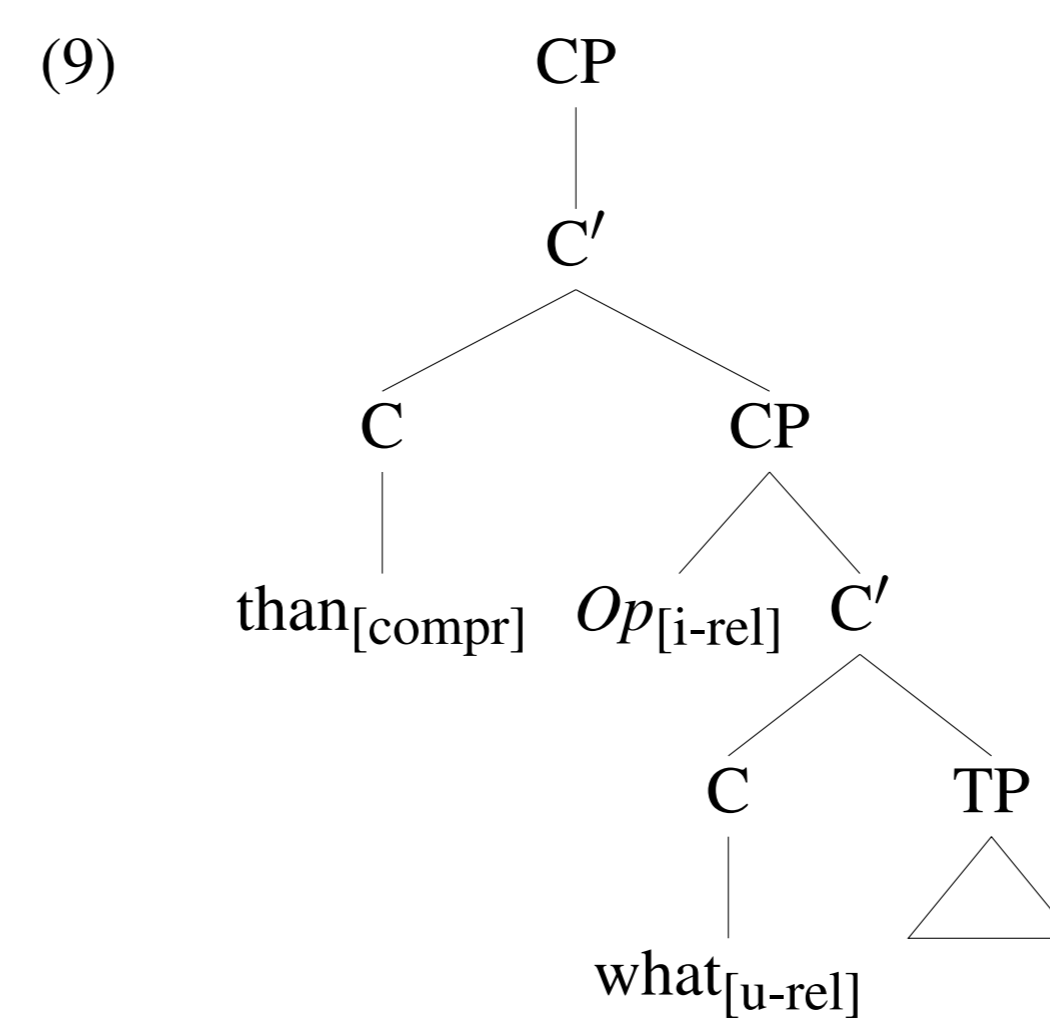 (9) CP
C′
C CP
than[compr] Op[i-rel] C′
C TP
what[u-rel]